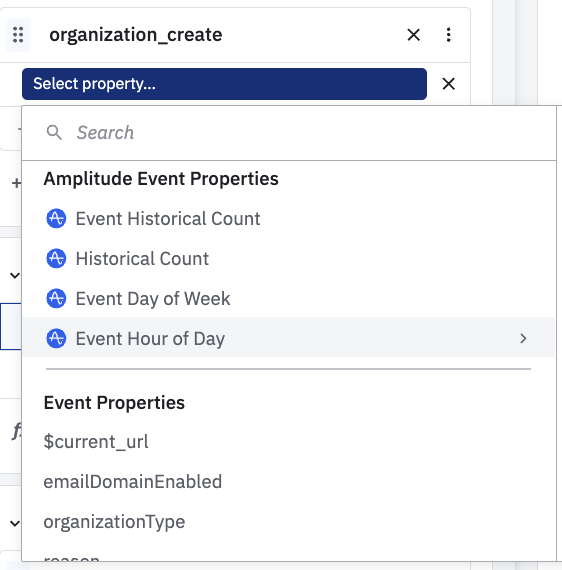 organization_create
Select property...
Search
Amplitude Event Properties
Event Historical Count
Historical Count
Event Day of Week
Event Hour of Day
Event Properties
$current_url
emailDomainEnabled
organizationType
reason